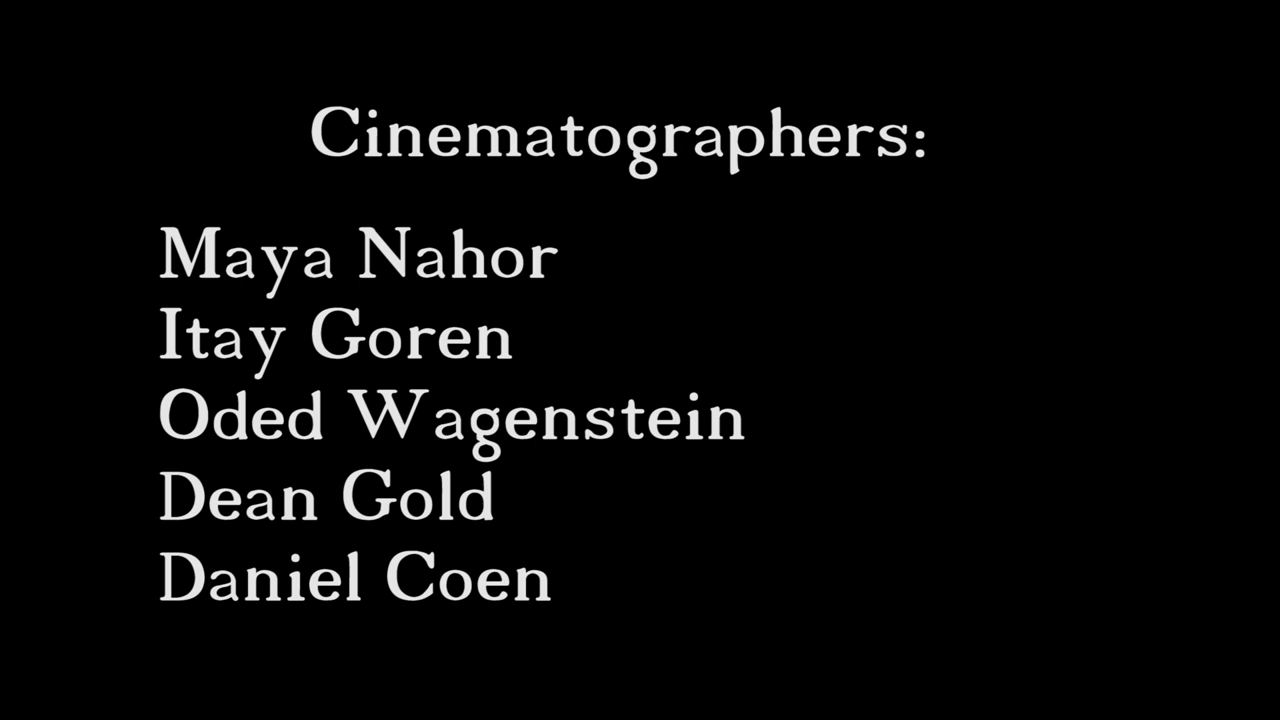 Cinematographers:
Maya Nahor
Itay Goren
Oded Wagenstein
Dean Gold
Daniel Coen